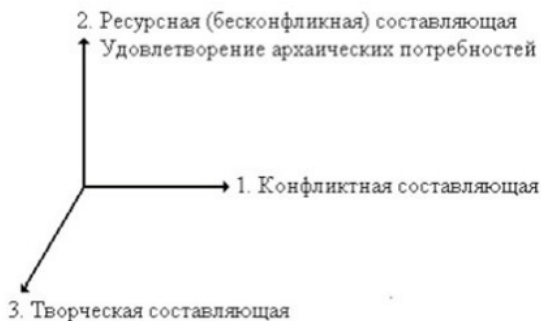 2. Ресурсная (бесконфликная) составляющая
Удовлетворение архаических потребностей
1. Конфликтная составляющая
3. Творческая составляющая